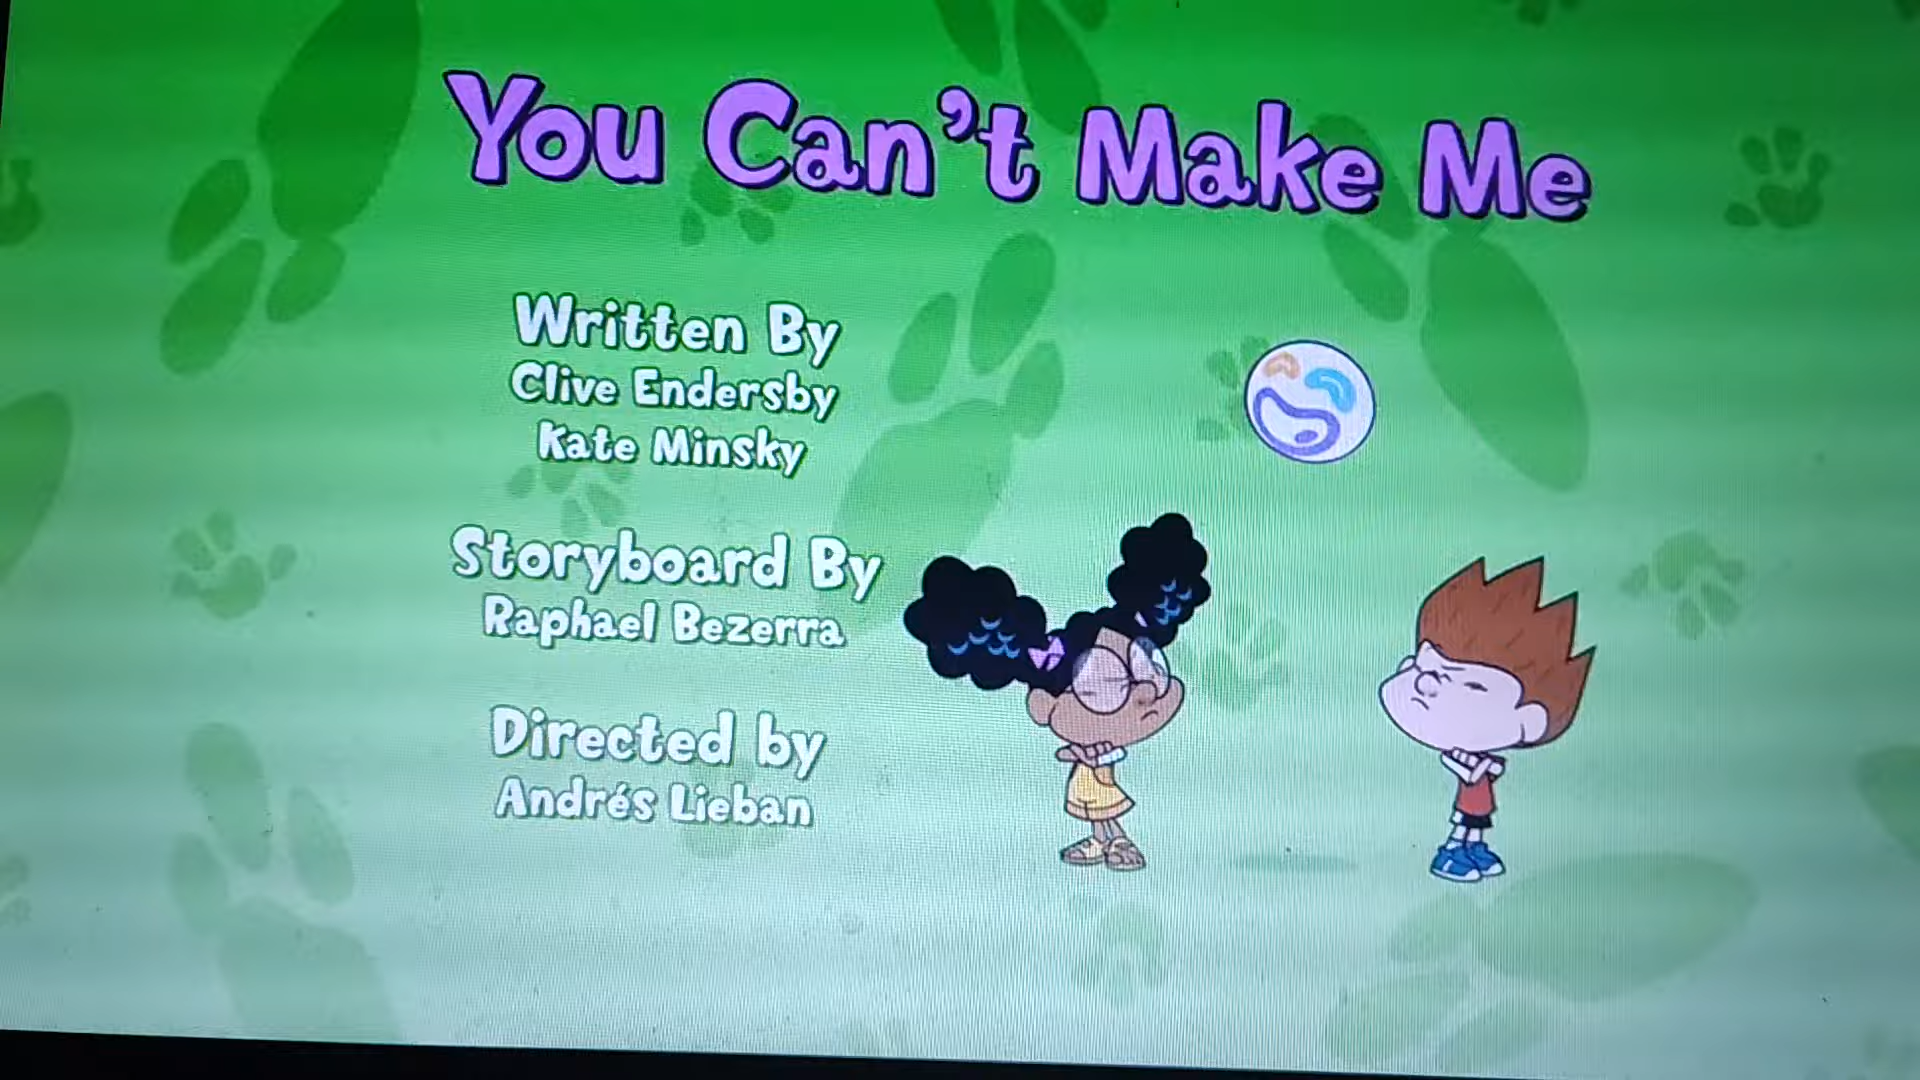 You Can't Make Me
Written By
Clive Endersby
Kate Minsky
Storyboard By
Raphael Bezerra
Directed by
Andrés Lieban